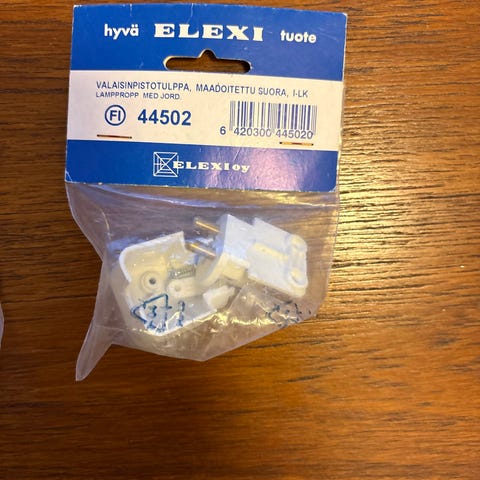 hyvä ELEXI tuote
VALAISINPISTOTULPPA, MAADOITETTU SUORA, I-LK
LAMPPROPP MED JORD.
FI 44502
6 420300 445020
ELEXI oy